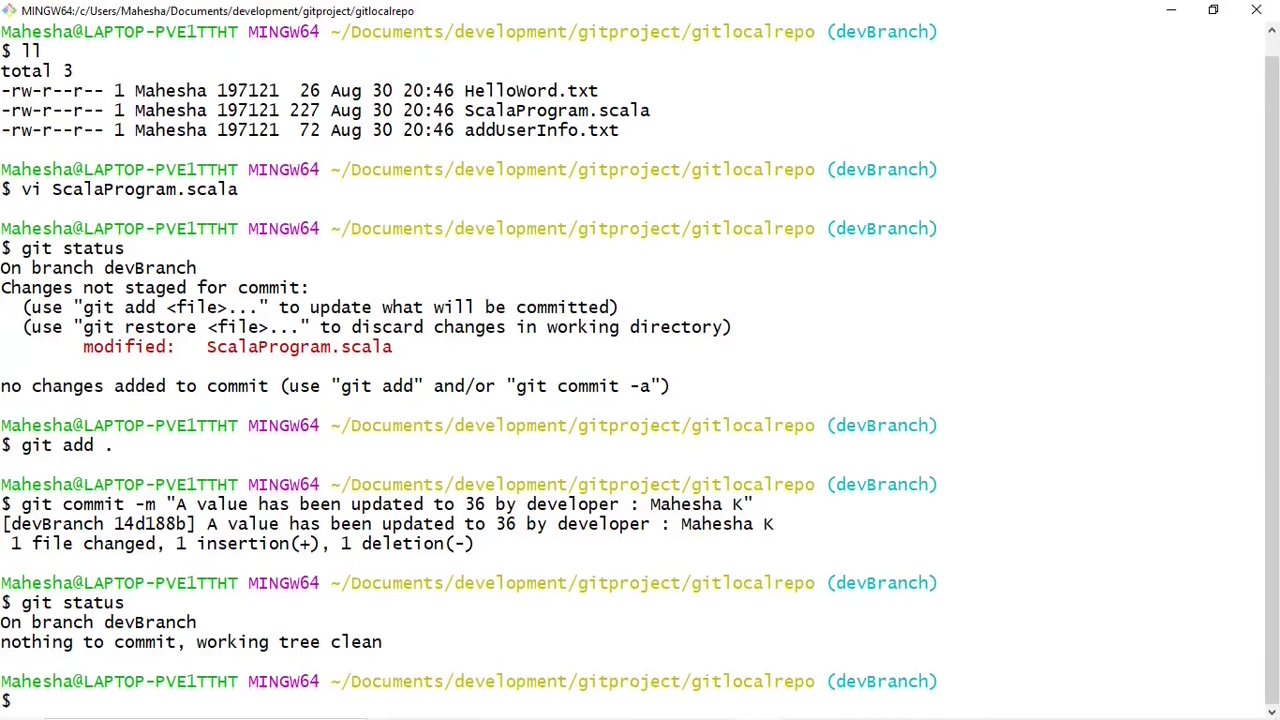 MINGW64:/c/Users/Mahesha/Documents/development/gitproject/gitlocalrepo
Mahesha@LAPTOP-PVE1TTHT MINGW64 ~/Documents/development/gitproject/gitlocalrepo (devBranch)
$ ll
total 3
-rw-r--r-- 1 Mahesha 197121  26 Aug 30 20:46 HelloWord.txt
-rw-r--r-- 1 Mahesha 197121 227 Aug 30 20:46 ScalaProgram.scala
-rw-r--r-- 1 Mahesha 197121  72 Aug 30 20:46 addUserInfo.txt
Mahesha@LAPTOP-PVE1TTHT MINGW64 ~/Documents/development/gitproject/gitlocalrepo (devBranch)
$ vi ScalaProgram.scala
Mahesha@LAPTOP-PVE1TTHT MINGW64 ~/Documents/development/gitproject/gitlocalrepo (devBranch)
$ git status
On branch devBranch
Changes not staged for commit:
  (use "git add <file>..." to update what will be committed)
  (use "git restore <file>..." to discard changes in working directory)
        modified:   ScalaProgram.scala
no changes added to commit (use "git add" and/or "git commit -a")
Mahesha@LAPTOP-PVE1TTHT MINGW64 ~/Documents/development/gitproject/gitlocalrepo (devBranch)
$ git add .
Mahesha@LAPTOP-PVE1TTHT MINGW64 ~/Documents/development/gitproject/gitlocalrepo (devBranch)
$ git commit -m "A value has been updated to 36 by developer : Mahesha K"
[devBranch 14d188b] A value has been updated to 36 by developer : Mahesha K
 1 file changed, 1 insertion(+), 1 deletion(-)
Mahesha@LAPTOP-PVE1TTHT MINGW64 ~/Documents/development/gitproject/gitlocalrepo (devBranch)
$ git status
On branch devBranch
nothing to commit, working tree clean
Mahesha@LAPTOP-PVE1TTHT MINGW64 ~/Documents/development/gitproject/gitlocalrepo (devBranch)
$